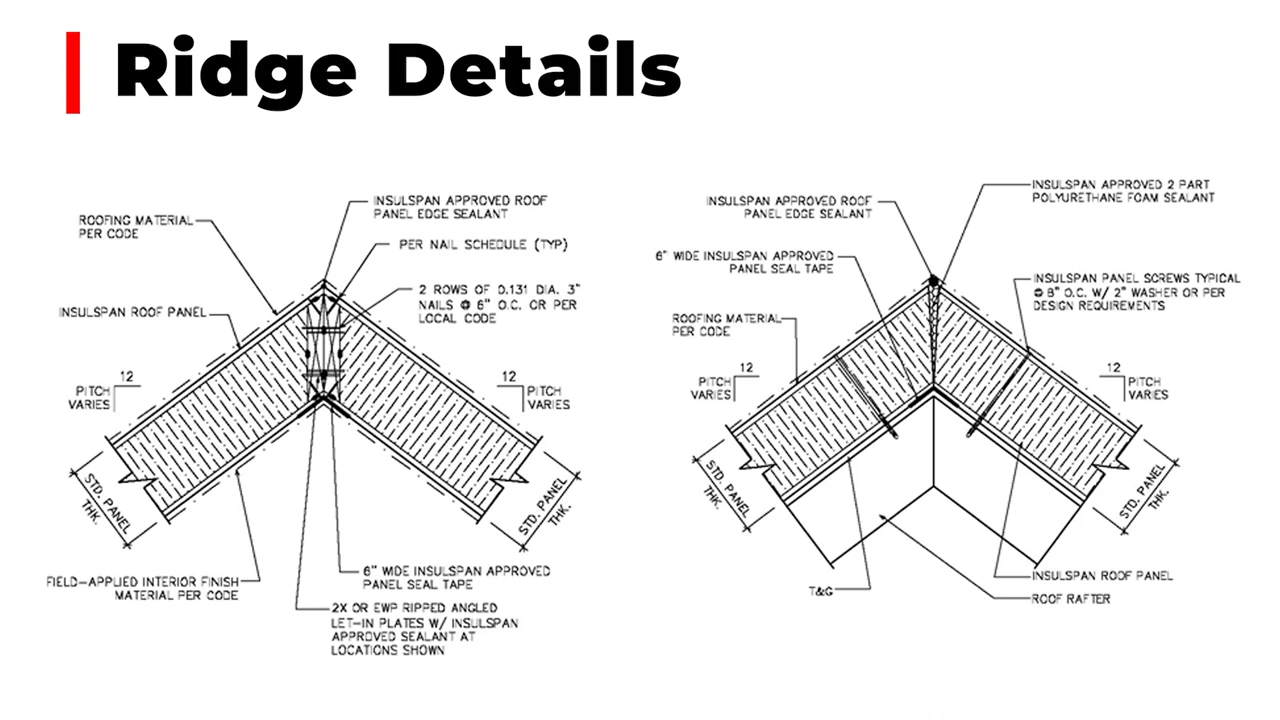 Ridge Details
INSULSPAN APPROVED ROOF
PANEL EDGE SEALANT
ROOFING MATERIAL
PER CODE
PER NAIL SCHEDULE (TYP)
2 ROWS OF 0.131 DIA. 3"
NAILS @ 6" O.C. OR PER
LOCAL CODE
INSULSPAN ROOF PANEL
12
PITCH
VARIES
12
PITCH
VARIES
STD. PANEL
THK.
STD. PANEL
THK.
FIELD-APPLIED INTERIOR FINISH
MATERIAL PER CODE
6" WIDE INSULSPAN APPROVED
PANEL SEAL TAPE
2X OR EWP RIPPED ANGLED
LET-IN PLATES W/ INSULSPAN
APPROVED SEALANT AT
LOCATIONS SHOWN
INSULSPAN APPROVED ROOF
PANEL EDGE SEALANT
INSULSPAN APPROVED 2 PART
POLYURETHANE FOAM SEALANT
6" WIDE INSULSPAN APPROVED
PANEL SEAL TAPE
INSULSPAN PANEL SCREWS TYPICAL
@ 8" O.C. W/ 2" WASHER OR PER
DESIGN REQUIREMENTS
ROOFING MATERIAL
PER CODE
12
PITCH
VARIES
12
PITCH
VARIES
STD. PANEL
THK.
STD. PANEL
THK.
T&G
INSULSPAN ROOF PANEL
ROOF RAFTER